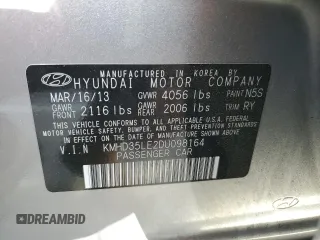 MANUFACTURED IN KOREA BY
HYUNDAI MOTOR COMPANY
MAR/16/13 GVWR 4056 lbs PAINT N5S
GAWR FRONT 2116 lbs GAWR REAR 2006 lbs TRIM RY
THIS VEHICLE CONFORMS TO ALL APPLICABLE
FEDERAL MOTOR VEHICLE SAFETY, BUMPER, AND
THEFT PREVENTION STANDARDS IN EFFECT ON
THE DATE OF MANUFACTURE SHOWN ABOVE.
V.I.N KMHD35LE2DU098164
PASSENGER CAR
DREAMBID